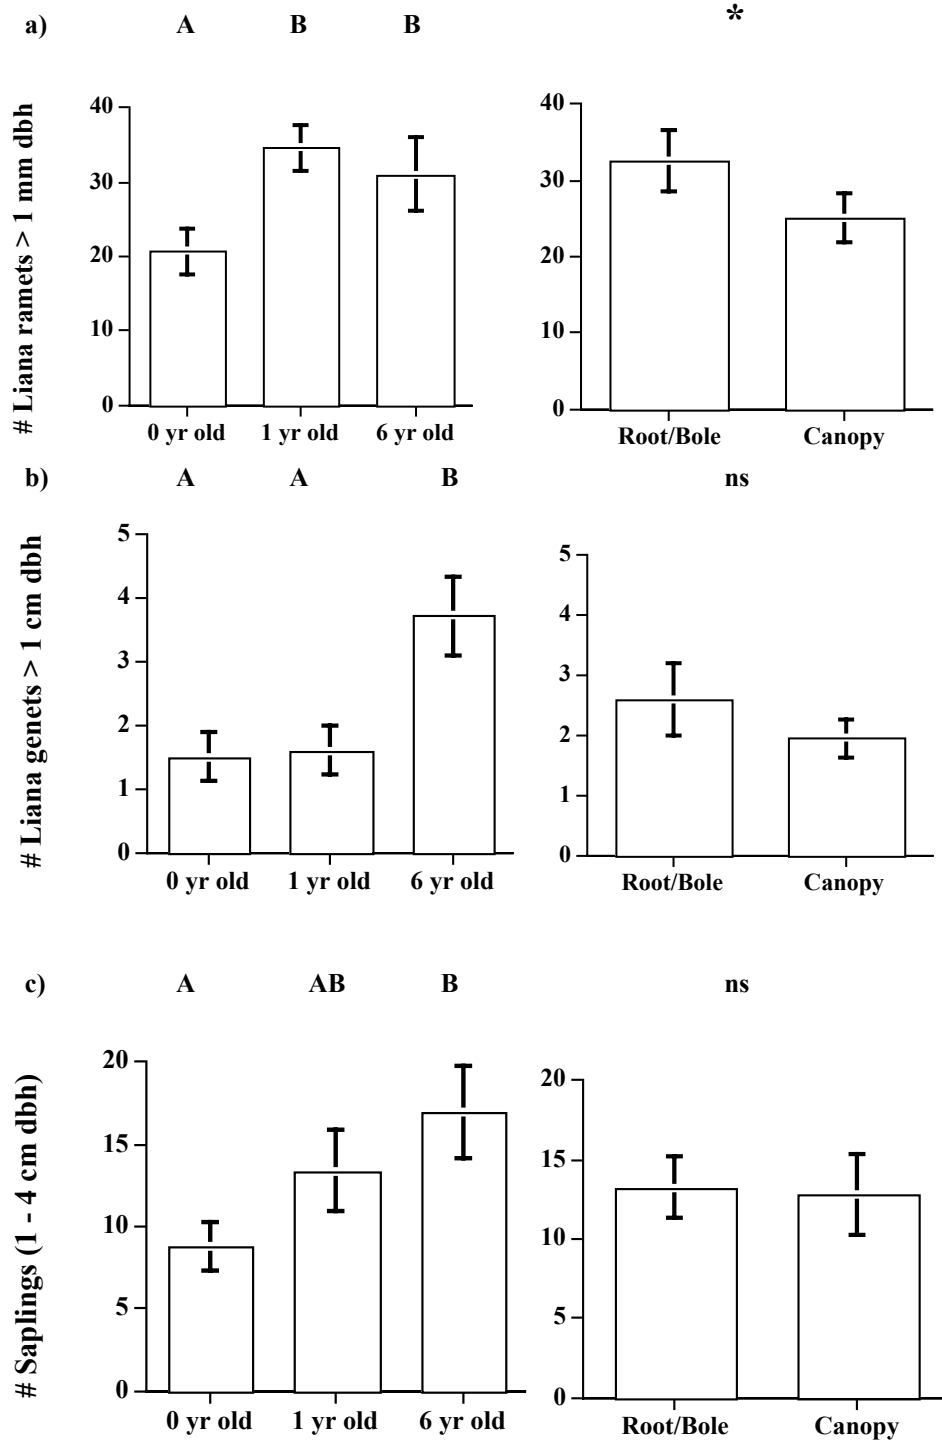 a) A B B *
# Liana ramets > 1 mm dbh
40
30
20
10
0
0 yr old 1 yr old 6 yr old
40
30
20
10
0
Root/Bole Canopy
b) A A B ns
# Liana genets > 1 cm dbh
5
4
3
2
1
0
0 yr old 1 yr old 6 yr old
5
4
3
2
1
0
Root/Bole Canopy
c) A AB B ns
# Saplings (1 - 4 cm dbh)
20
15
10
5
0
0 yr old 1 yr old 6 yr old
20
15
10
5
0
Root/Bole Canopy